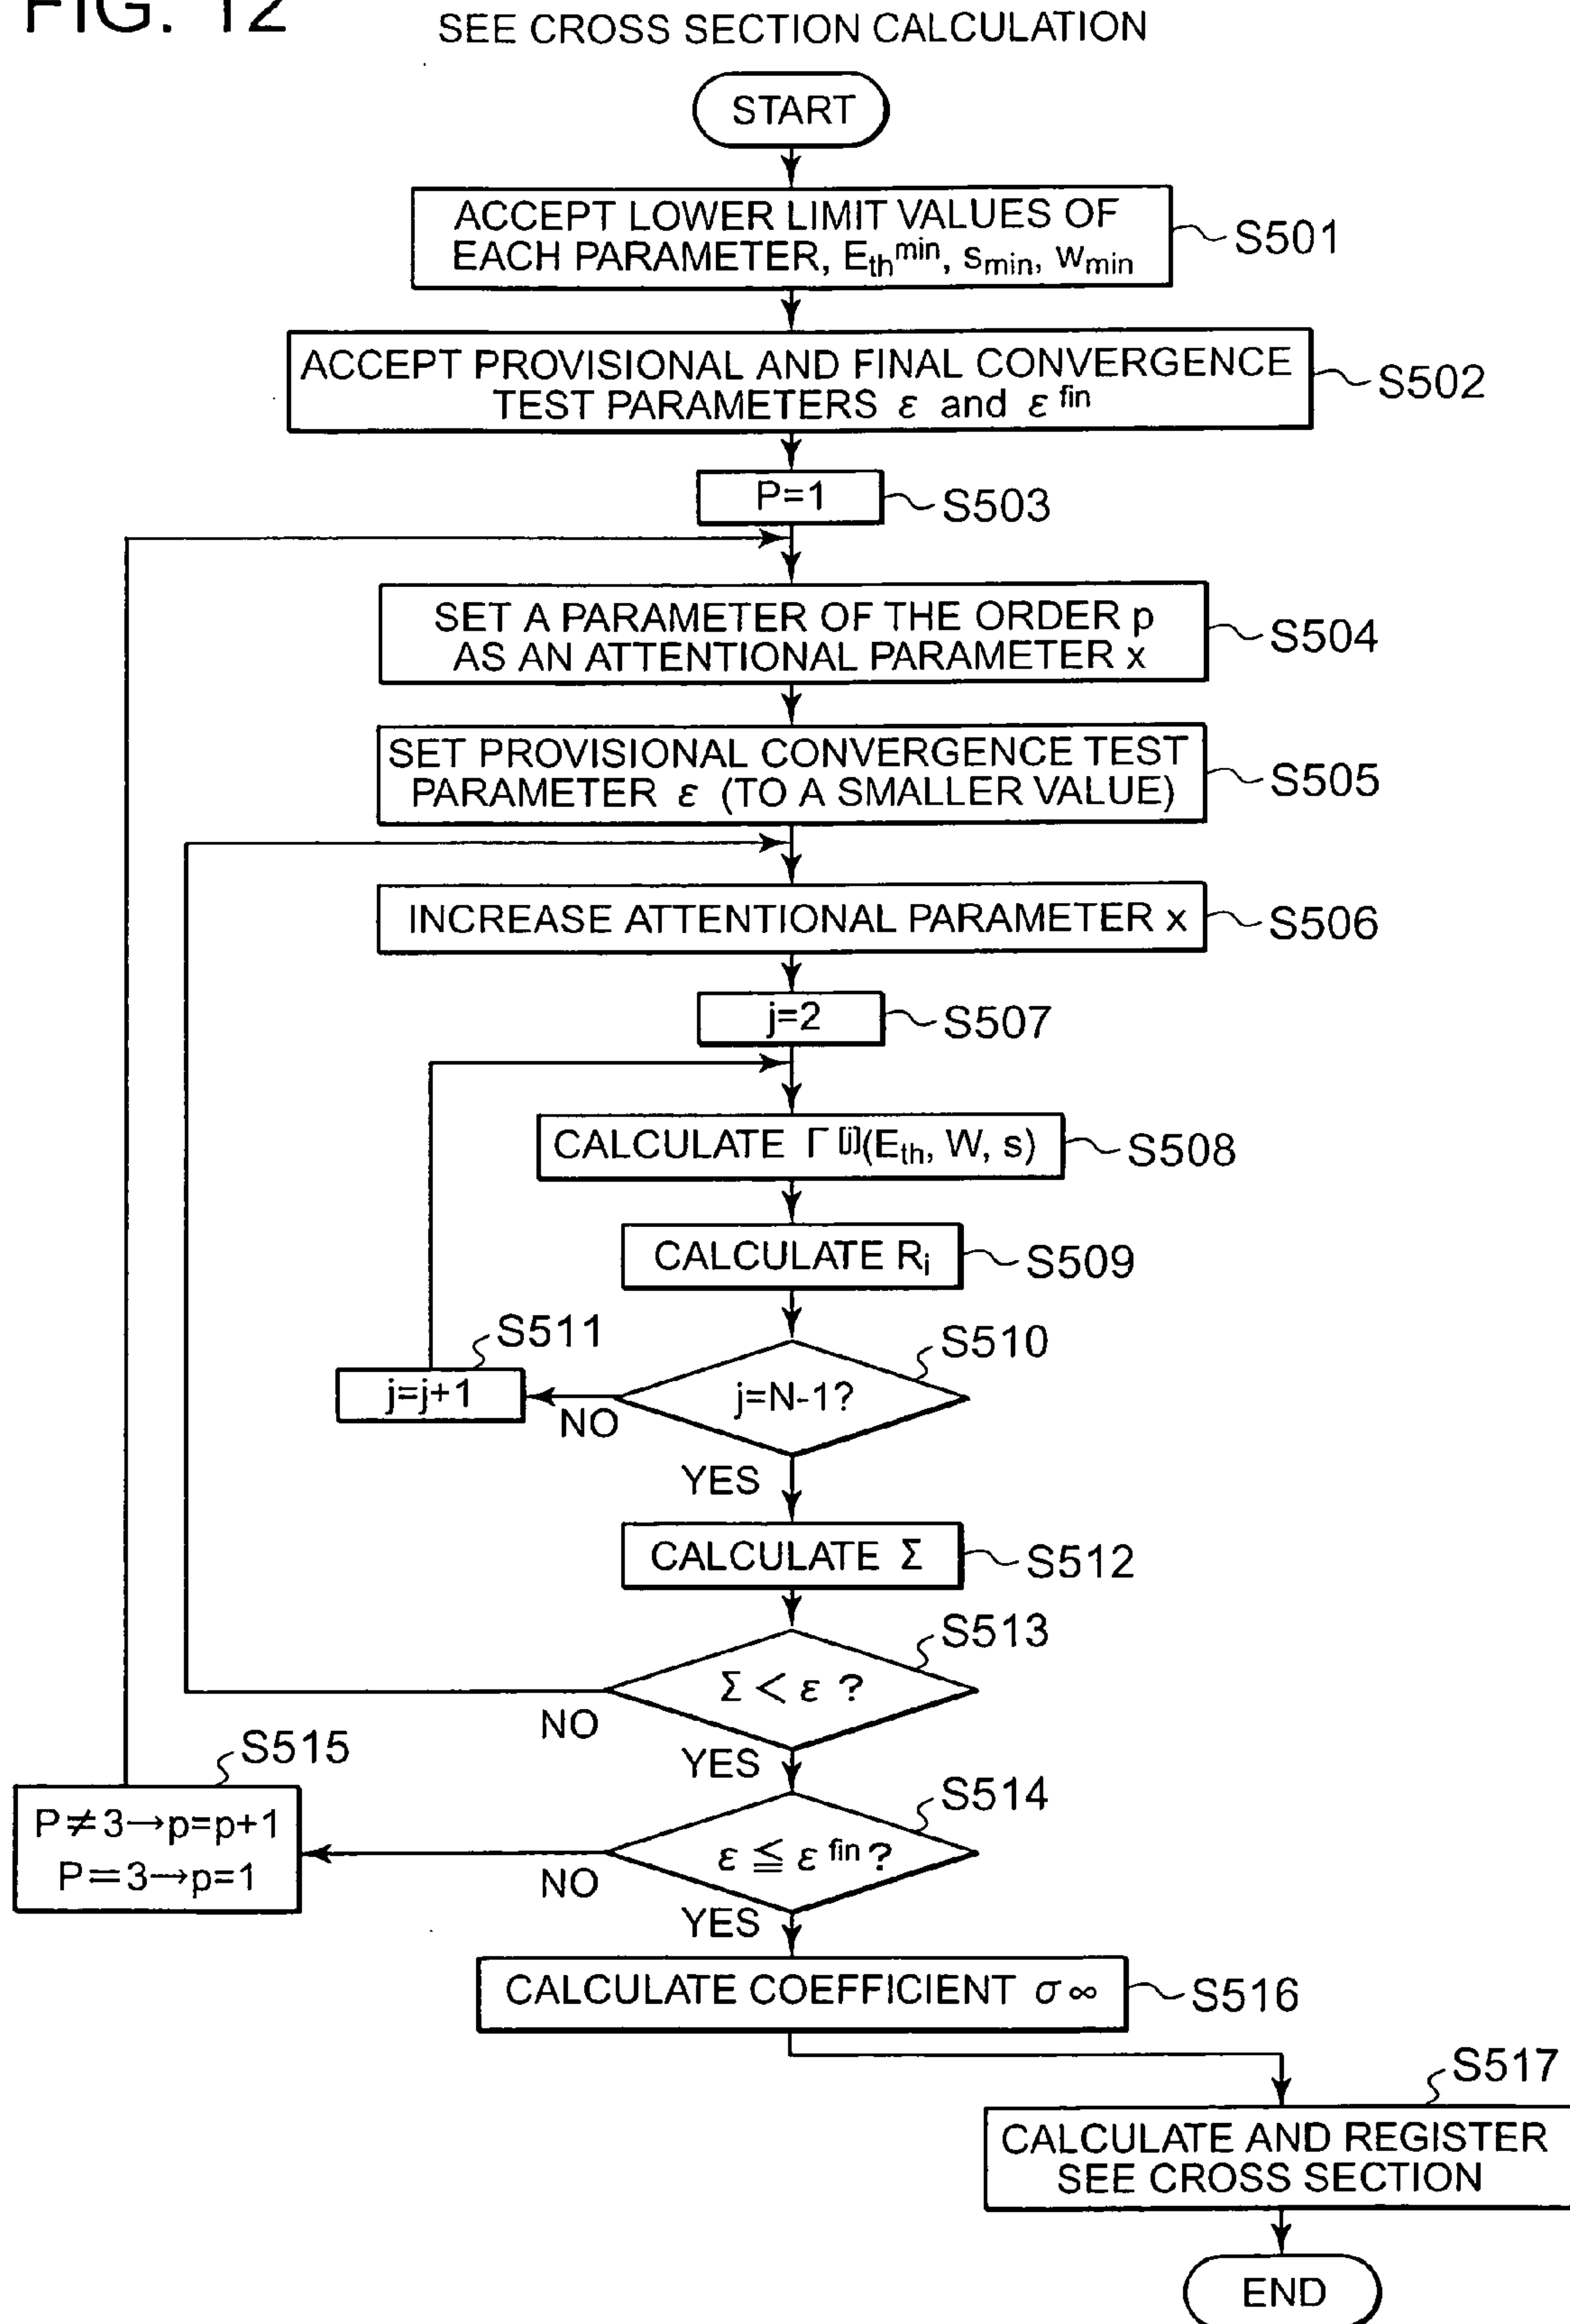 FIG. 12
SEE CROSS SECTION CALCULATION
START
ACCEPT LOWER LIMIT VALUES OF
EACH PARAMETER, Eₜₕᵐⁱⁿ, sₘᵢₙ, wₘᵢₙ
S501
ACCEPT PROVISIONAL AND FINAL CONVERGENCE
TEST PARAMETERS ε and ε ᶠⁱⁿ
S502
P=1
S503
SET A PARAMETER OF THE ORDER p
AS AN ATTENTIONAL PARAMETER x
S504
SET PROVISIONAL CONVERGENCE TEST
PARAMETER ε (TO A SMALLER VALUE)
S505
INCREASE ATTENTIONAL PARAMETER x
S506
j=2
S507
CALCULATE Γ [j](Eₜₕ, W, s)
S508
CALCULATE Rᵢ
S509
S511
j=j+1
S510
j=N-1?
NO
YES
CALCULATE Σ
S512
S513
Σ < ε ?
NO
YES
S515
P≠3→p=p+1
P=3→p=1
S514
ε ≦ ε ᶠⁱⁿ ?
NO
YES
CALCULATE COEFFICIENT σ∞
S516
S517
CALCULATE AND REGISTER
SEE CROSS SECTION
END